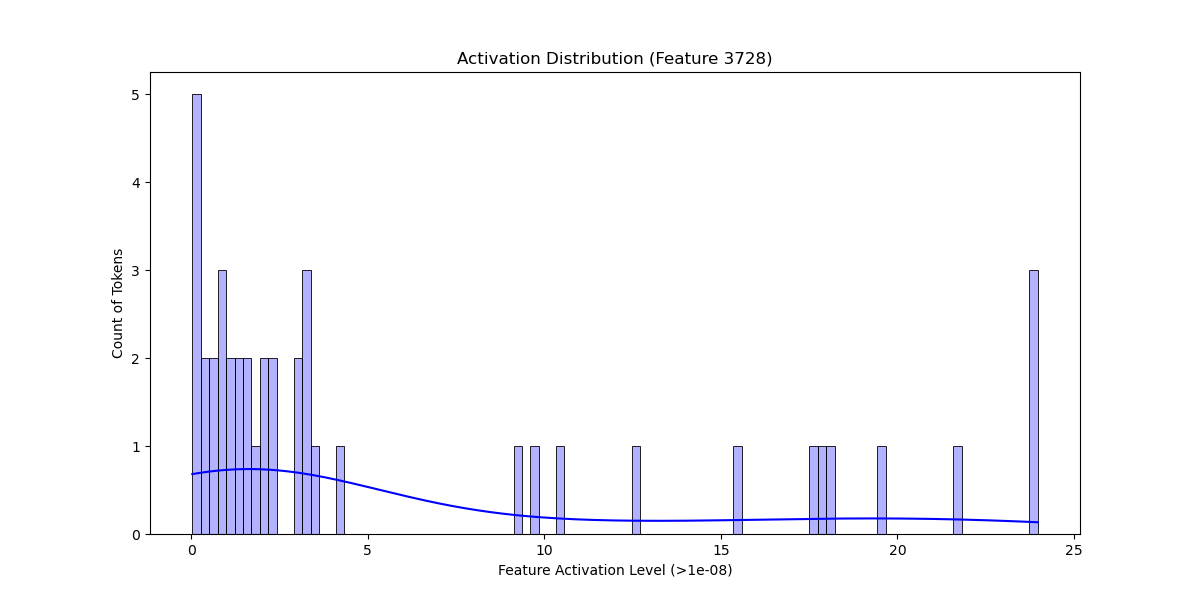 Activation Distribution (Feature 3728)
Count of Tokens
5
4
3
2
1
0
0 5 10 15 20 25
Feature Activation Level (>1e-08)